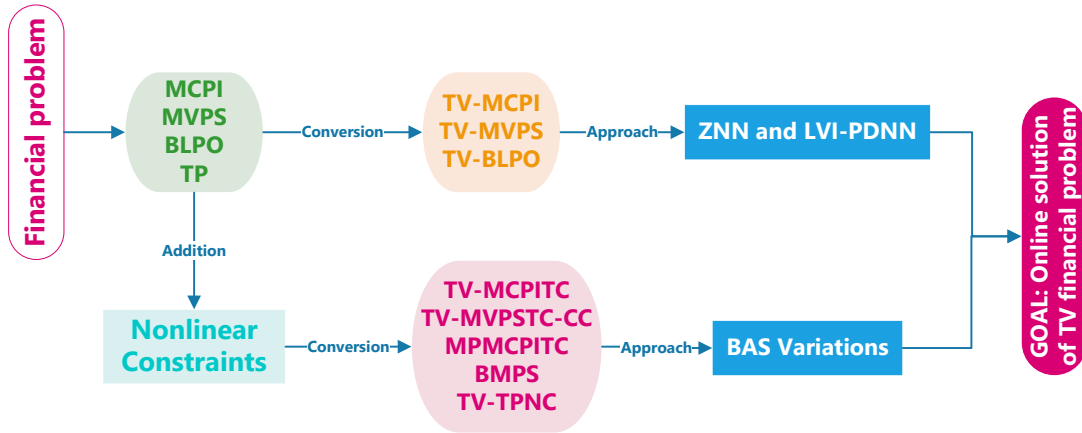 Financial problem
MCPI
MVPS
BLPO
TP
Conversion
TV-MCPI
TV-MVPS
TV-BLPO
Approach
ZNN and LVI-PDNN
Addition
Nonlinear
Constraints
Conversion
TV-MCPITC
TV-MVPSTC-CC
MPMCPITC
BMPS
TV-TPNC
Approach
BAS Variations
GOAL: Online solution
of TV financial problem